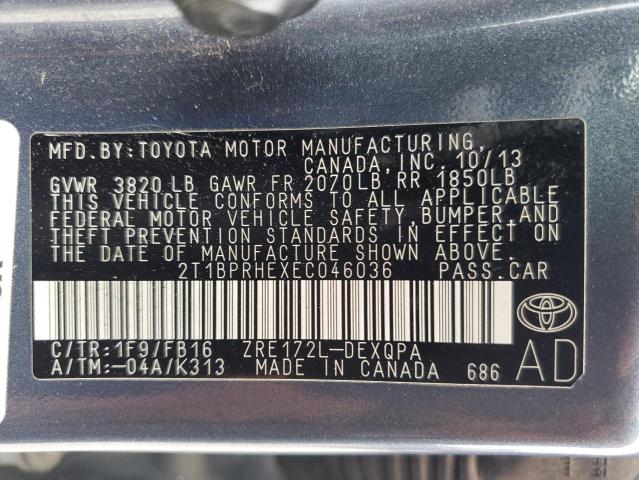 MFD.BY:TOYOTA MOTOR MANUFACTURING,
CANADA,INC. 10/13
GVWR 3820 LB GAWR FR 2070LB,RR 1850LB
THIS VEHICLE CONFORMS TO ALL APPLICABLE
FEDERAL MOTOR VEHICLE SAFETY,BUMPER,AND
THEFT PREVENTION STANDARDS IN EFFECT ON
THE DATE OF MANUFACTURE SHOWN ABOVE.
2T1BPRHEXEC046036 PASS.CAR
C/TR:1F9/FB16 ZRE172L-DEXQPA
A/TM:-04A/K313 MADE IN CANADA 686
AD